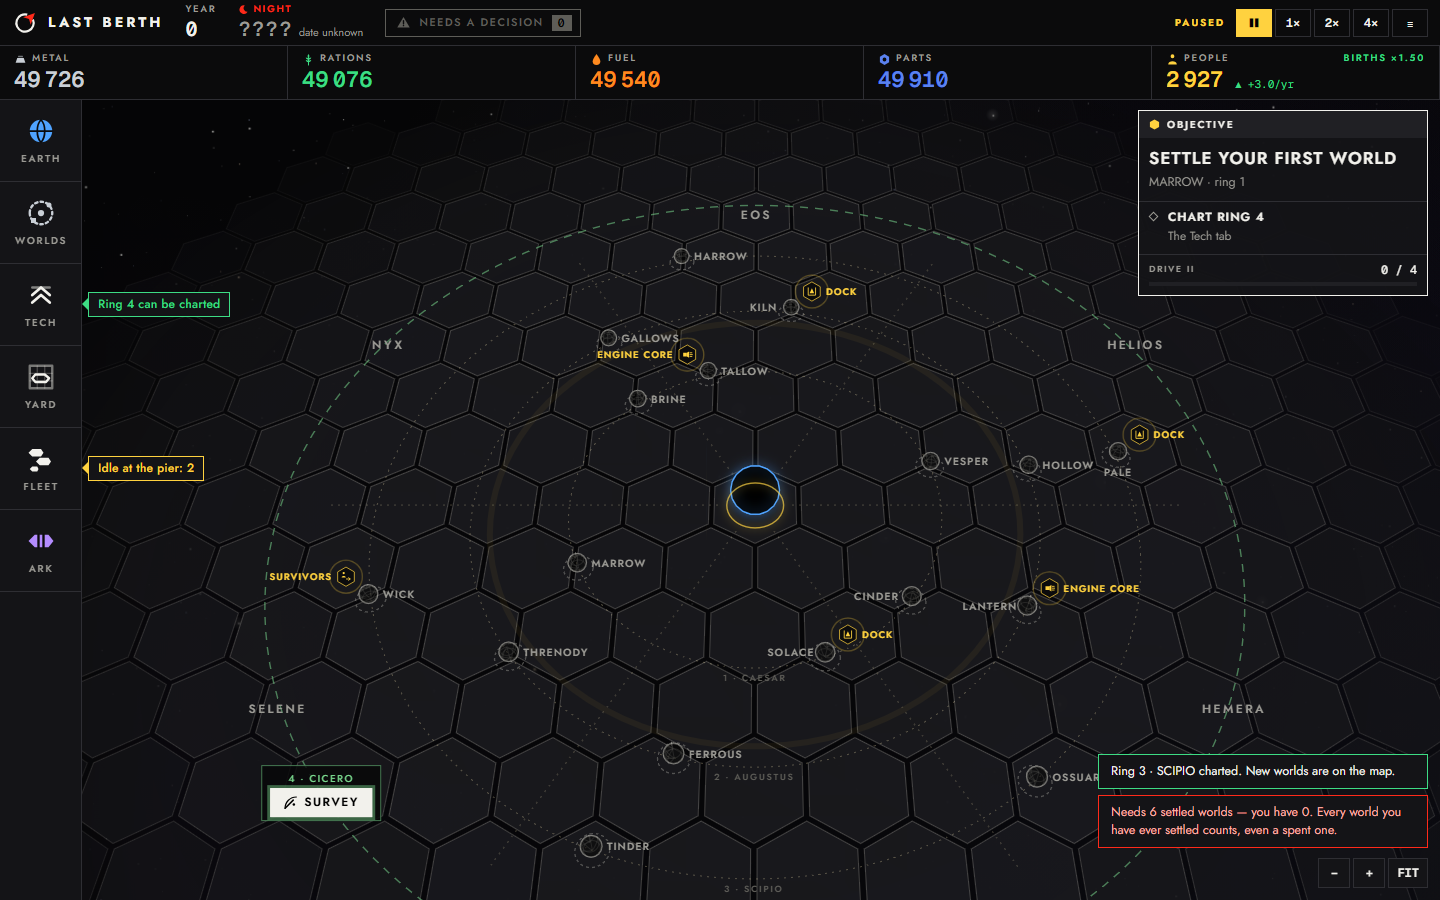 LAST BERTH
YEAR
0
NIGHT
???? date unknown
NEEDS A DECISION 0
PAUSED
1×
2×
4×
METAL
49 726
RATIONS
49 076
FUEL
49 540
PARTS
49 910
PEOPLE
2 927 ▲ +3.0/yr
BIRTHS ×1.50
EARTH
WORLDS
TECH
YARD
FLEET
ARK
Ring 4 can be charted
Idle at the pier: 2
OBJECTIVE
SETTLE YOUR FIRST WORLD
MARROW · ring 1
CHART RING 4
The Tech tab
DRIVE II 0 / 4
EOS
HARROW
DOCK
KILN
NYX
GALLOWS
HELIOS
ENGINE CORE
TALLOW
BRINE
DOCK
VESPER
HOLLOW
PALE
MARROW
SURVIVORS
WICK
CINDER
ENGINE CORE
LANTERN
DOCK
THRENODY
SOLACE
1 · CAESAR
SELENE
HEMERA
FERROUS
2 · AUGUSTUS
OSSUAR
4 · CICERO
SURVEY
TINDER
3 · SCIPIO
Ring 3 · SCIPIO charted. New worlds are on the map.
Needs 6 settled worlds — you have 0. Every world you
have ever settled counts, even a spent one.
−
+
FIT